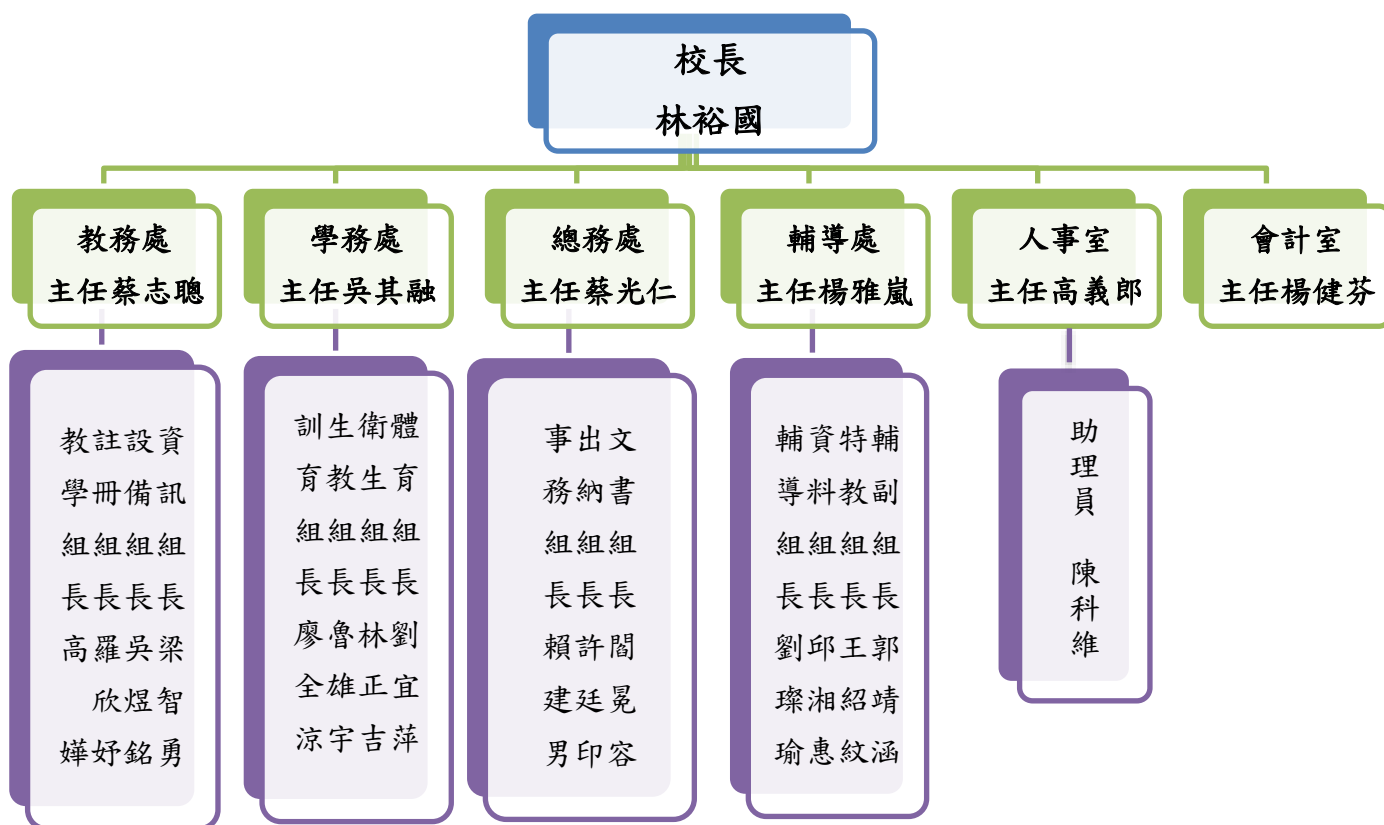 校長
林裕國
教務處
主任蔡志聰
學務處
主任吳其融
總務處
主任蔡光仁
輔導處
主任楊雅嵐
人事室
主任高義郎
會計室
主任楊健芬
教學組長高　嬅
註冊組長羅欣妤
設備組長吳煜銘
資訊組長梁智勇
訓育組長廖全涼
生教組長魯雄宇
衛生組長林正吉
體育組長劉宜萍
事務組長賴建男
出納組長許廷印
文書組長閻冕容
輔導組長劉璨瑜
資料組長邱湘惠
特教組長王紹紋
輔副組長郭靖涵
助理員　陳科維